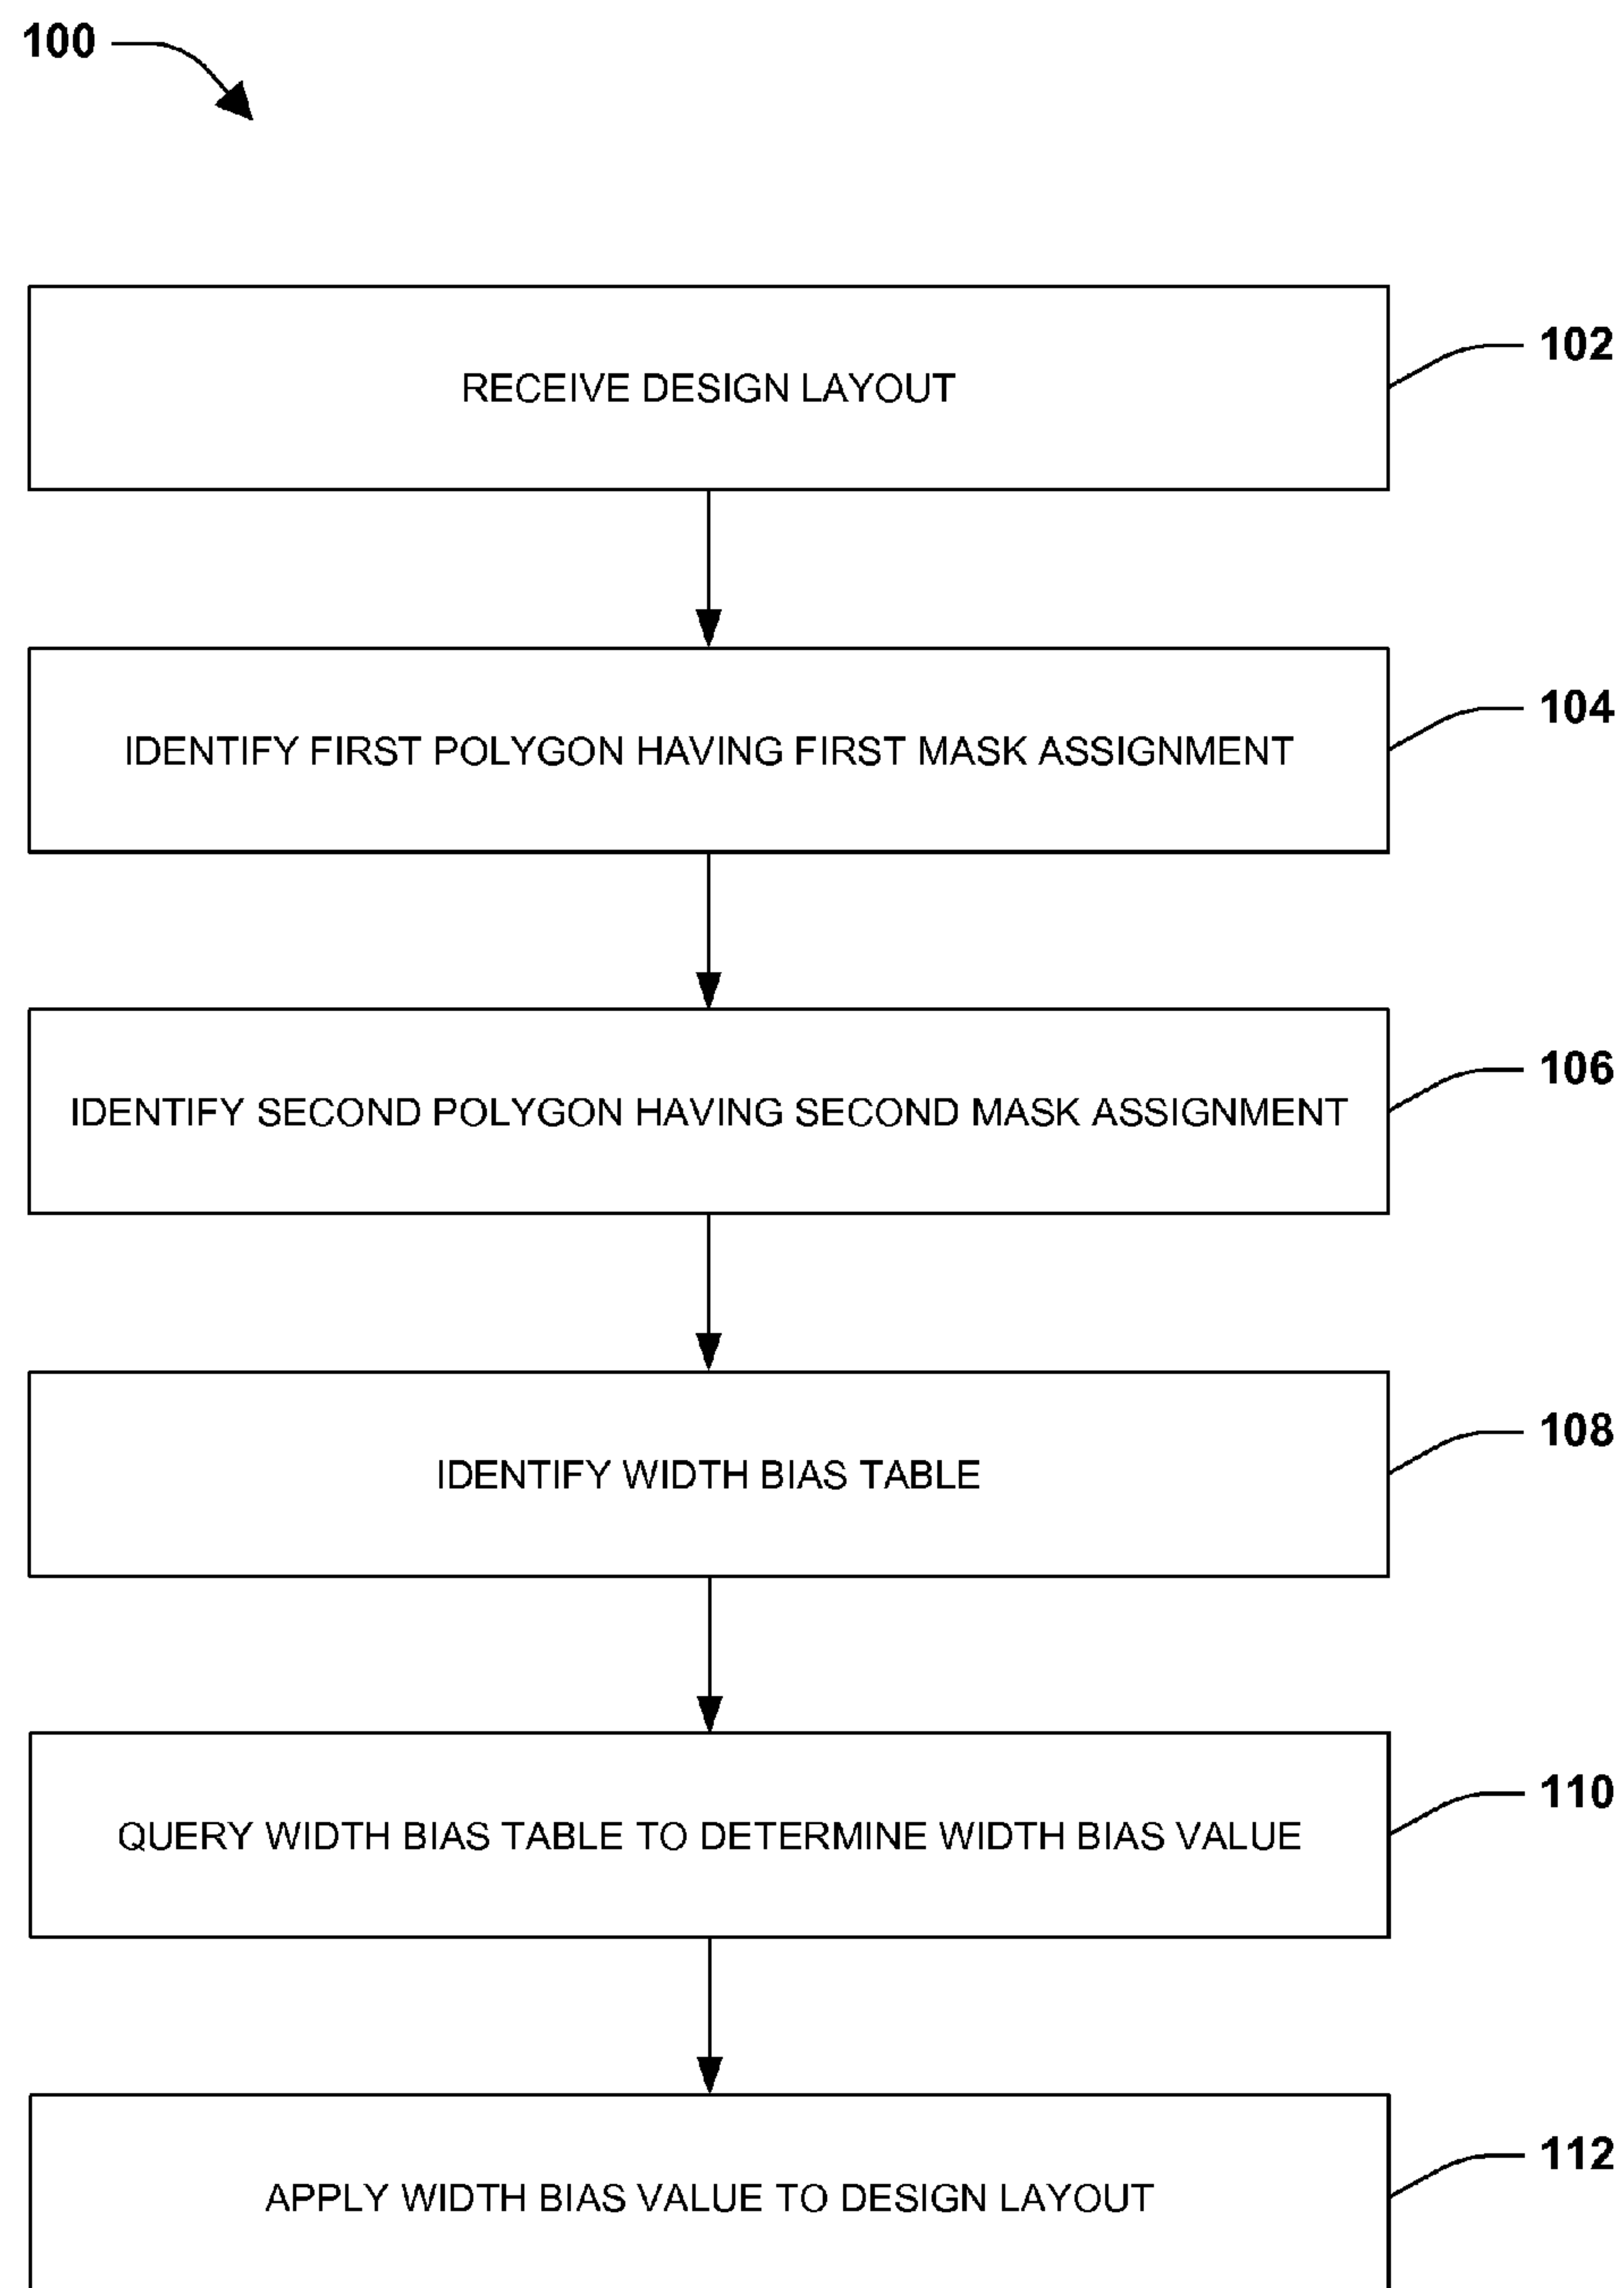 100
RECEIVE DESIGN LAYOUT
102
IDENTIFY FIRST POLYGON HAVING FIRST MASK ASSIGNMENT
104
IDENTIFY SECOND POLYGON HAVING SECOND MASK ASSIGNMENT
106
IDENTIFY WIDTH BIAS TABLE
108
QUERY WIDTH BIAS TABLE TO DETERMINE WIDTH BIAS VALUE
110
APPLY WIDTH BIAS VALUE TO DESIGN LAYOUT
112